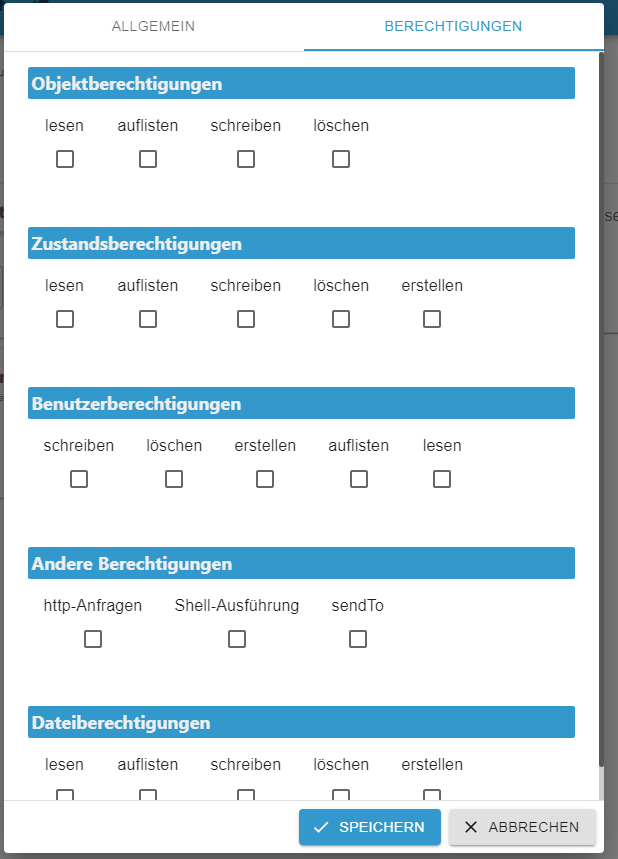 ALLGEMEIN BERECHTIGUNGEN
Objektberechtigungen
lesen auflisten schreiben löschen
Zustandsberechtigungen
lesen auflisten schreiben löschen erstellen
Benutzerberechtigungen
schreiben löschen erstellen auflisten lesen
Andere Berechtigungen
http-Anfragen Shell-Ausführung sendTo
Dateiberechtigungen
lesen auflisten schreiben löschen erstellen
SPEICHERN ABBRECHEN